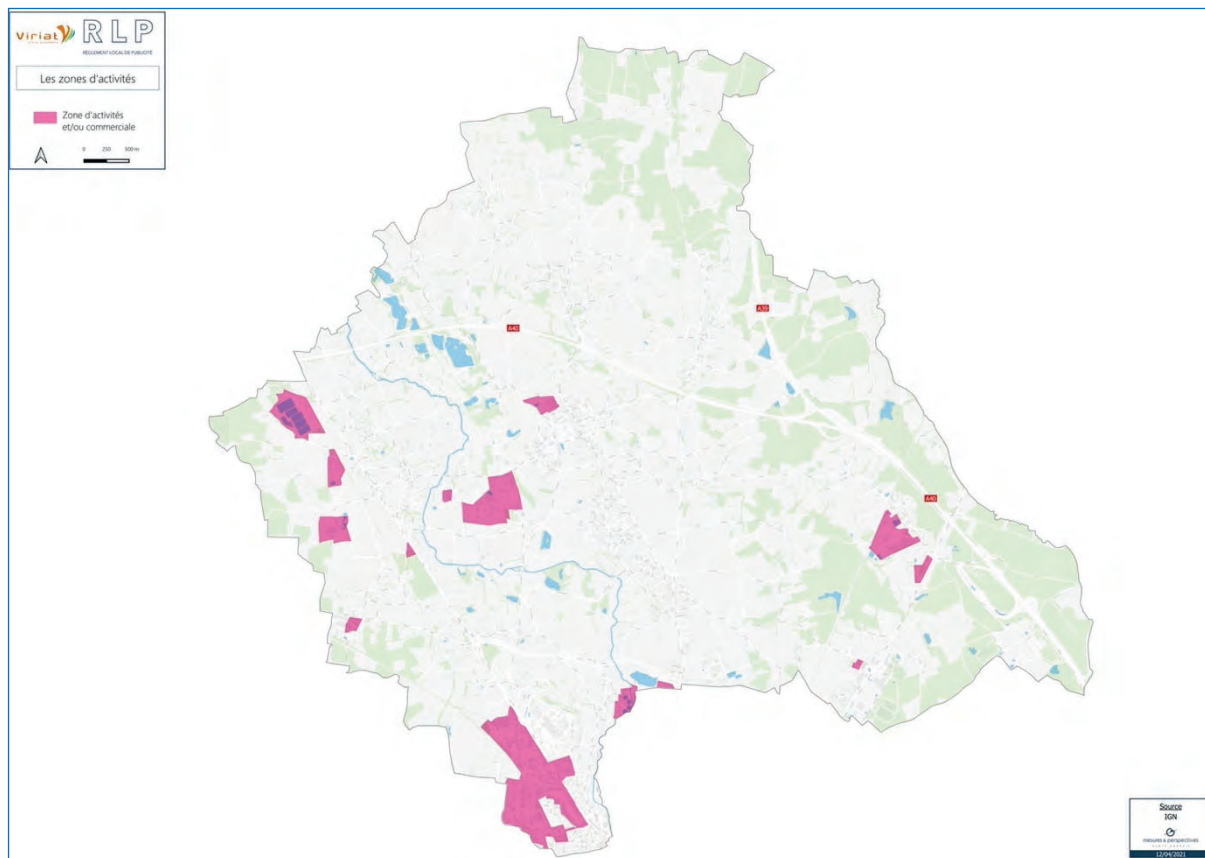 Viriat
RLP
RÈGLEMENT LOCAL DE PUBLICITÉ
Les zones d'activités
Zone d'activités
et/ou commerciale
0 250 500 m
A39
A40
A40
Source
IGN
mesures & perspectives
12/04/2021